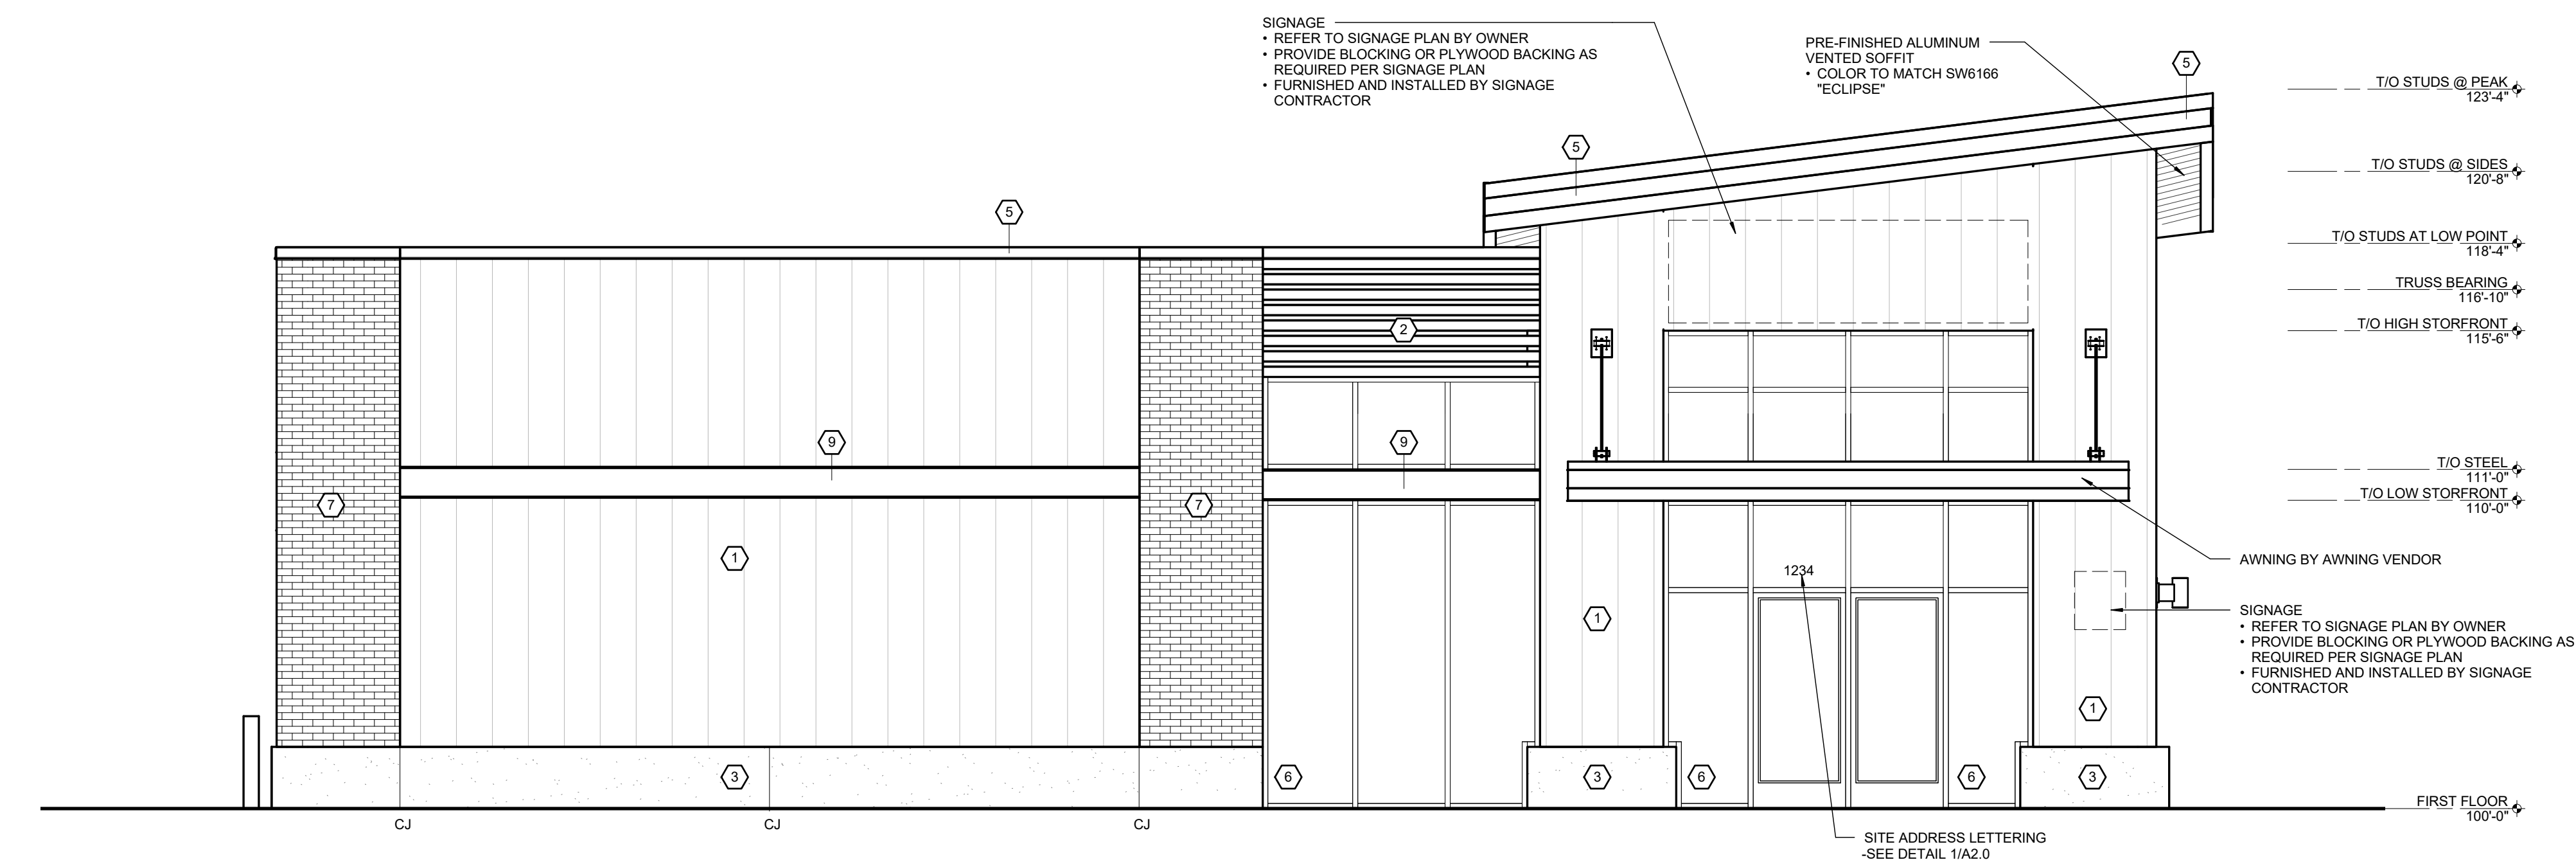 SIGNAGE
• REFER TO SIGNAGE PLAN BY OWNER
• PROVIDE BLOCKING OR PLYWOOD BACKING AS
REQUIRED PER SIGNAGE PLAN
• FURNISHED AND INSTALLED BY SIGNAGE
CONTRACTOR
PRE-FINISHED ALUMINUM
VENTED SOFFIT
• COLOR TO MATCH SW6166
"ECLIPSE"
5
5
5
T/O STUDS @ PEAK
123'-4"
T/O STUDS @ SIDES
120'-8"
T/O STUDS AT LOW POINT
118'-4"
TRUSS BEARING
116'-10"
T/O HIGH STORFRONT
115'-6"
T/O STEEL
111'-0"
T/O LOW STORFRONT
110'-0"
2
9
9
7
7
1
1
1
1234
AWNING BY AWNING VENDOR
SIGNAGE
• REFER TO SIGNAGE PLAN BY OWNER
• PROVIDE BLOCKING OR PLYWOOD BACKING AS
REQUIRED PER SIGNAGE PLAN
• FURNISHED AND INSTALLED BY SIGNAGE
CONTRACTOR
3
6
3
6
6
3
FIRST FLOOR
100'-0"
CJ
CJ
CJ
SITE ADDRESS LETTERING
-SEE DETAIL 1/A2.0